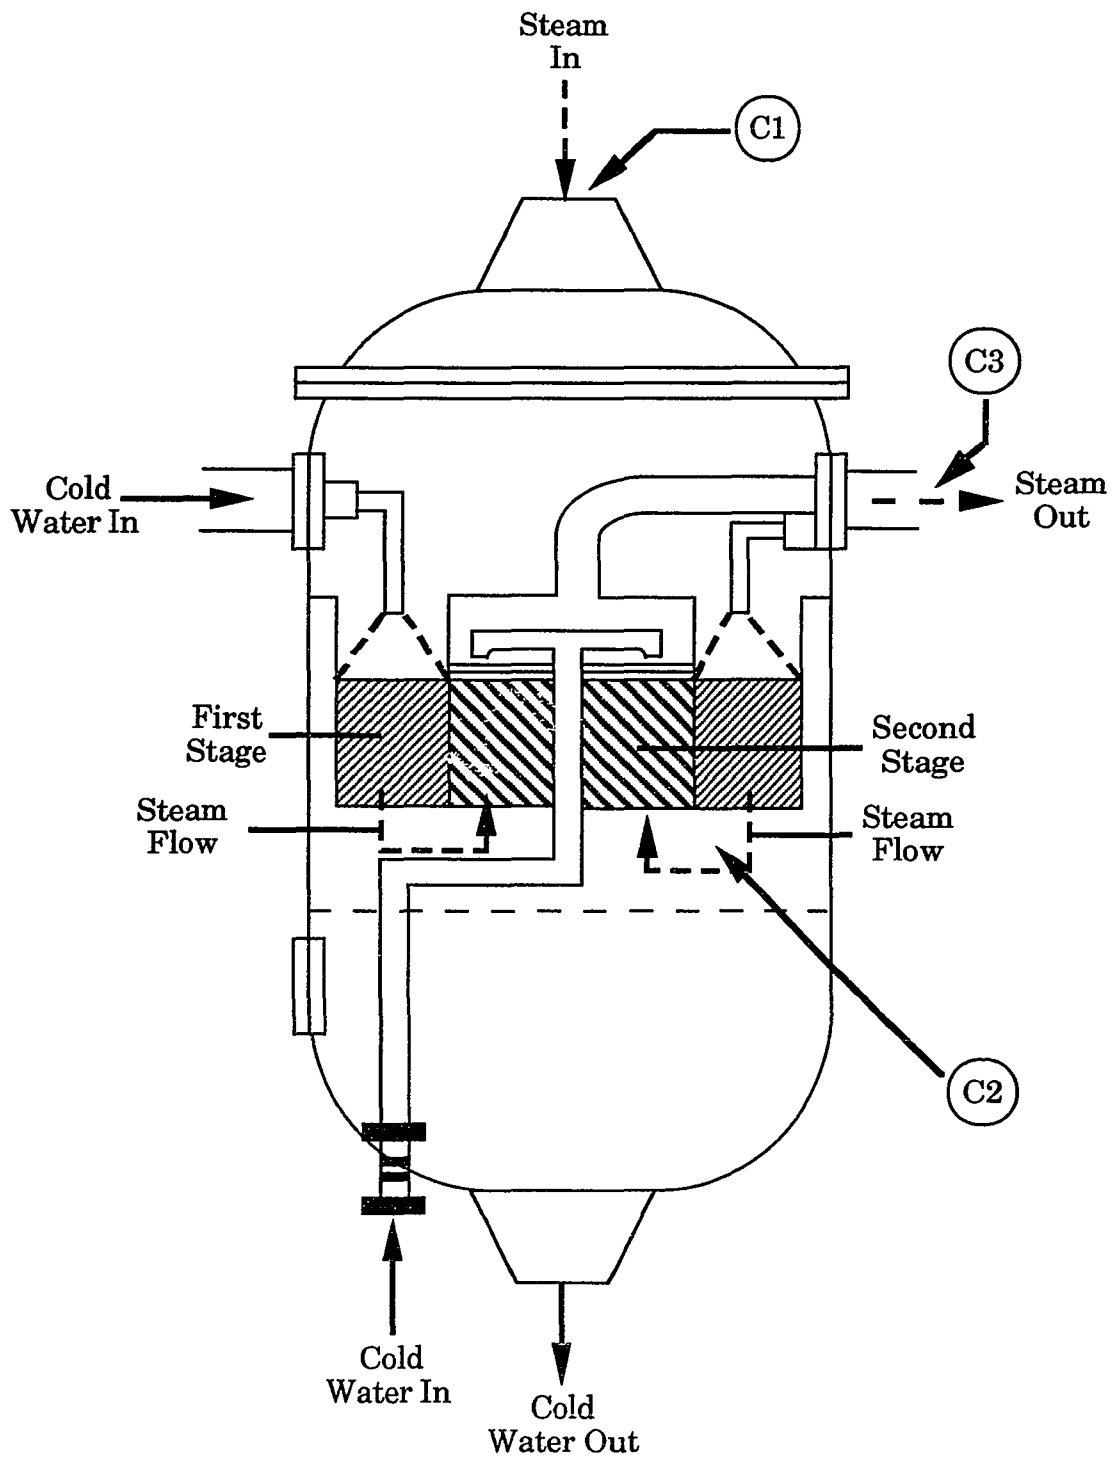 Steam
In
C1
C3
Cold
Water In
Steam
Out
First
Stage
Second
Stage
Steam
Flow
Steam
Flow
C2
Cold
Water In
Cold
Water Out